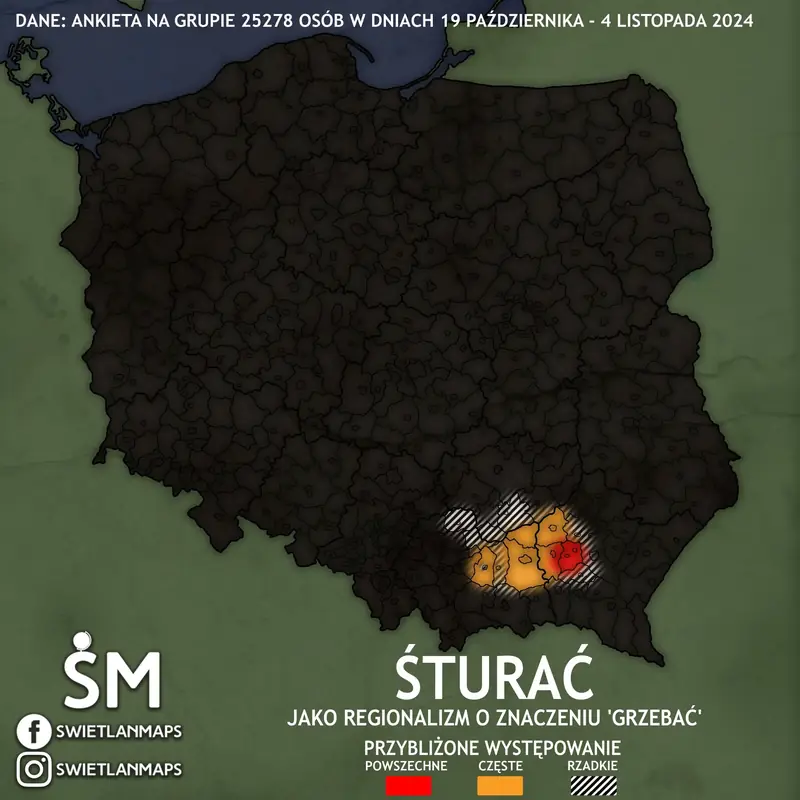 DANE: ANKIETA NA GRUPIE 25278 OSÓB W DNIACH 19 PAŹDZIERNIKA - 4 LISTOPADA 2024
ŚM
SWIETLANMAPS
SWIETLANMAPS
ŚTURAĆ
JAKO REGIONALIZM O ZNACZENIU 'GRZEBAĆ'
PRZYBLIŻONE WYSTĘPOWANIE
POWSZECHNE CZĘSTE RZADKIE